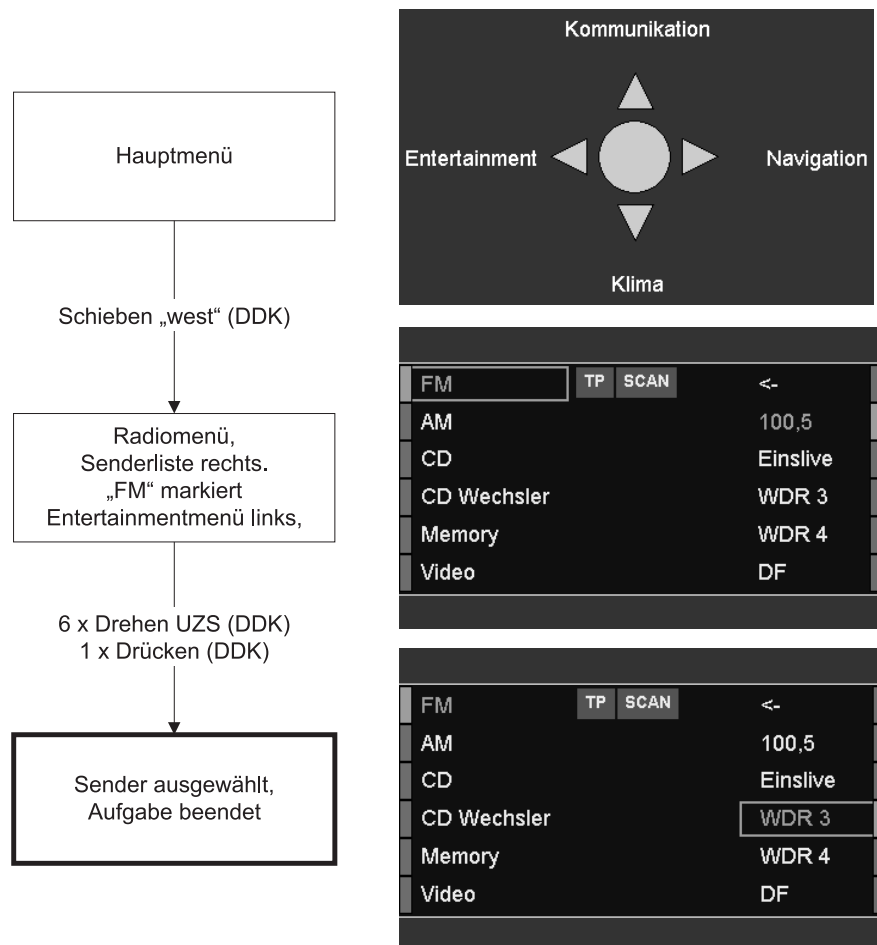 Hauptmenü
Schieben „west“ (DDK)
Radiomenü,
Senderliste rechts.
„FM“ markiert
Entertainmentmenü links,
6 x Drehen UZS (DDK)
1 x Drücken (DDK)
Sender ausgewählt,
Aufgabe beendet
Kommunikation
Entertainment Navigation
Klima
FM TP SCAN <-
AM 100,5
CD Einslive
CD Wechsler WDR 3
Memory WDR 4
Video DF
FM TP SCAN <-
AM 100,5
CD Einslive
CD Wechsler WDR 3
Memory WDR 4
Video DF